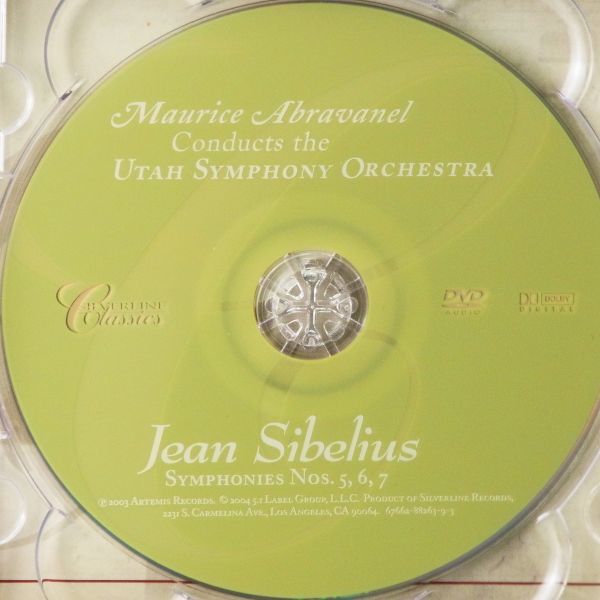 Maurice Abravanel
Conducts the
Utah Symphony Orchestra
Silverline
Classics
DVD
AUDIO
DOLBY
DIGITAL
Jean Sibelius
Symphonies Nos. 5, 6, 7
℗ 2003 Artemis Records. © 2004 5.1 Label Group, L.L.C. Product of Silverline Records,
2231 S. Carmelina Ave., Los Angeles, CA 90064. 67662-88263-9-3